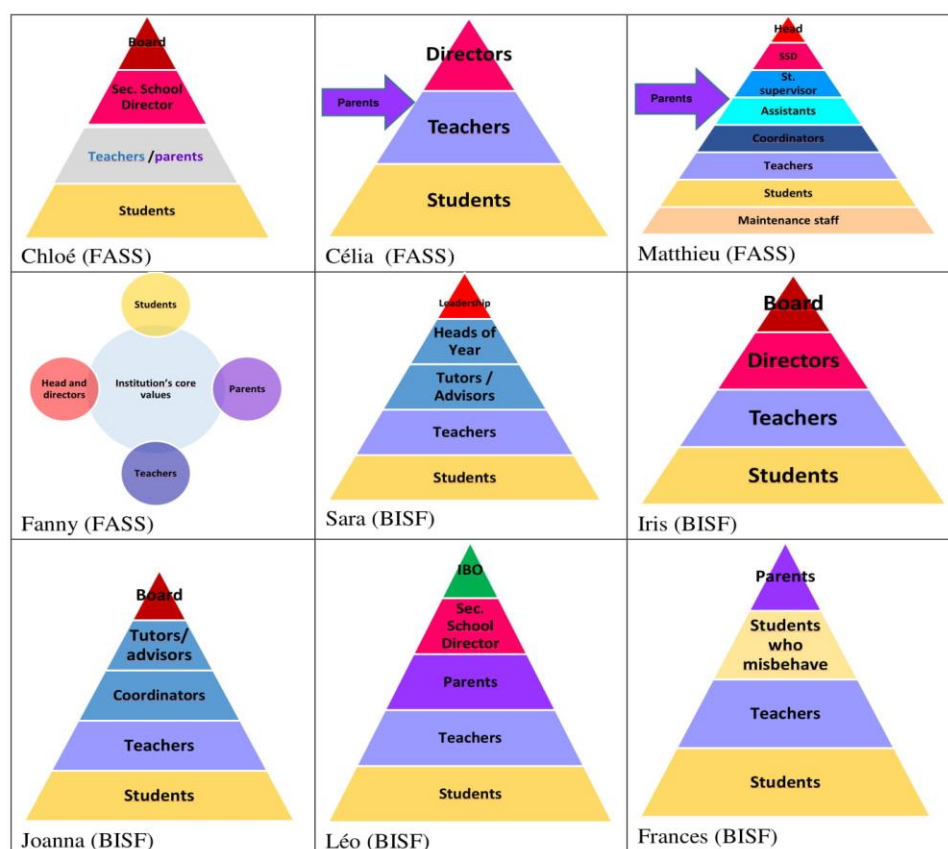 Board
Sec. School
Director
Teachers /parents
Students
Chloé (FASS)
Directors
Parents
Teachers
Students
Célia (FASS)
Head
SSD
St.
supervisor
Parents
Assistants
Coordinators
Teachers
Students
Maintenance staff
Matthieu (FASS)
Students
Head and
directors
Institution's core
values
Parents
Teachers
Fanny (FASS)
Leadership
Heads of
Year
Tutors /
Advisors
Teachers
Students
Sara (BISF)
Board
Directors
Teachers
Students
Iris (BISF)
Board
Tutors/
advisors
Coordinators
Teachers
Students
Joanna (BISF)
IBO
Sec.
School
Director
Parents
Teachers
Students
Léo (BISF)
Parents
Students
who
misbehave
Teachers
Students
Frances (BISF)